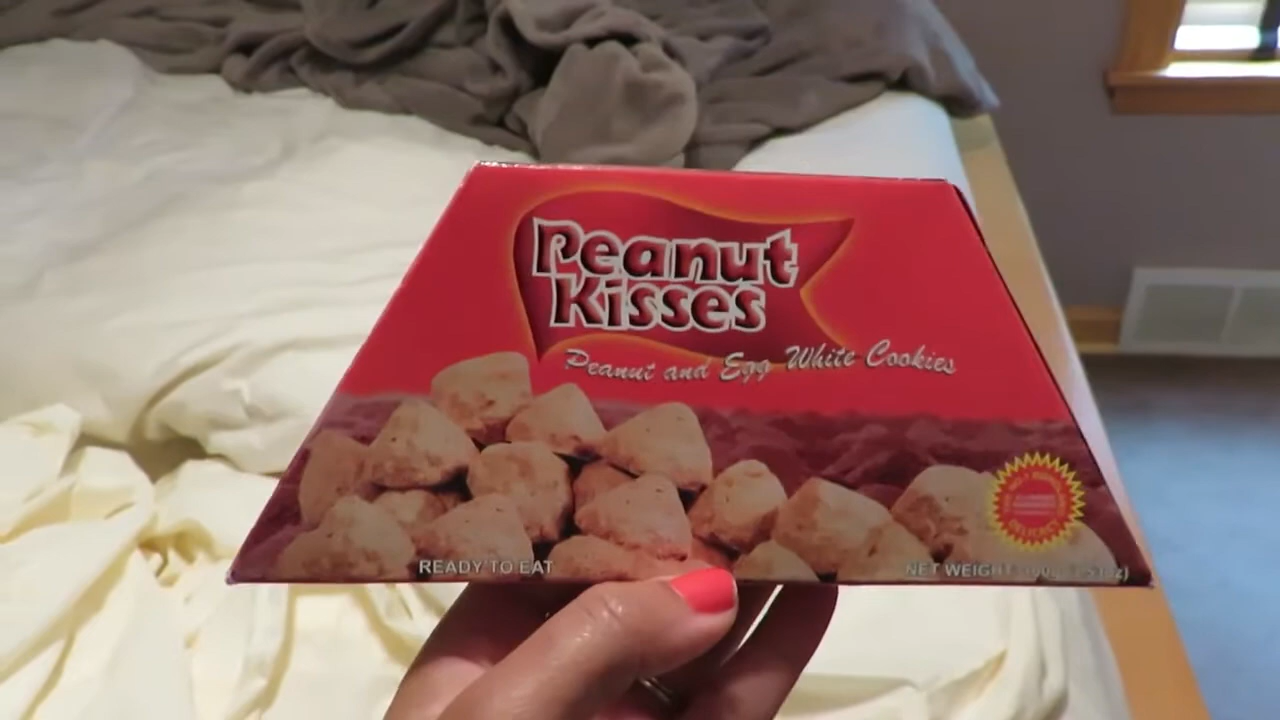 Peanut
Kisses
Peanut and Egg White Cookies
READY TO EAT
NET WEIGHT